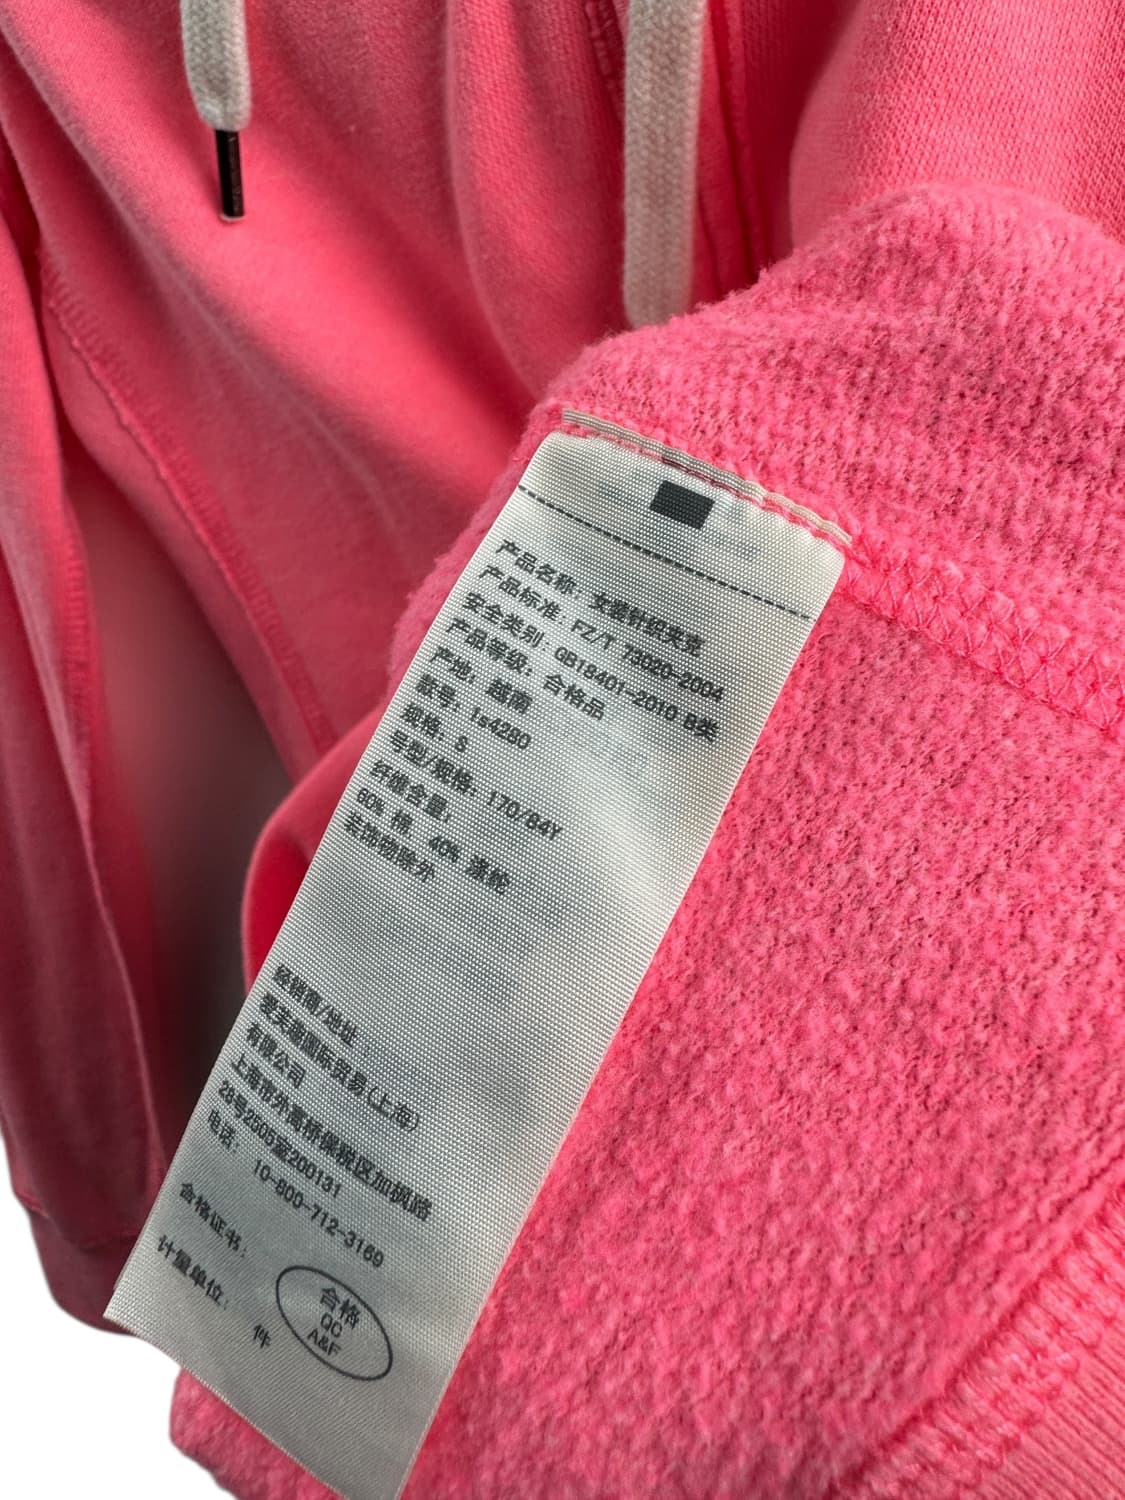 产品名称: 女装针织夹克
产品标准: FZ/T 73020-2004
安全类别: GB18401-2010 B类
产品等级: 合格品
产地: 越南
款号: 1s4280
规格: S
号型/规格: 170/84Y
纤维含量:
60% 棉, 40% 涤纶
装饰物除外
经销商/地址:
国际贸易(上海)
有限公司
上海市外高桥保税区加枫路
28号2505室200131
电话: 10-800-712-3169
合格证书:
合格
QC
A&F
计量单位:
件